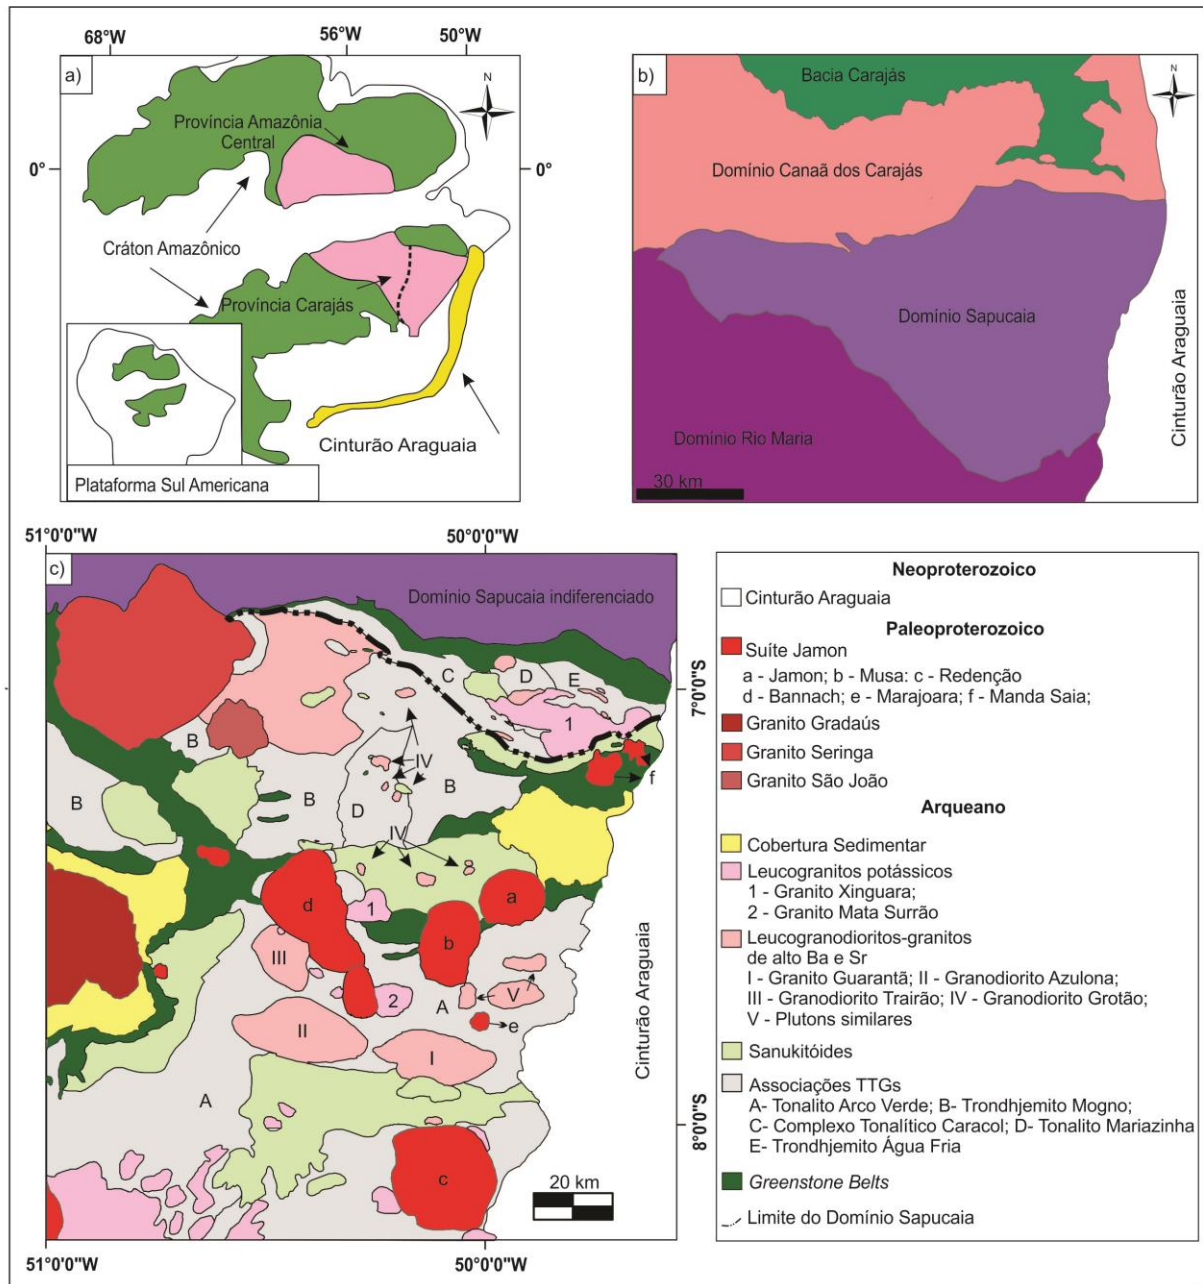 68°W
56°W
50°W
a)
N
Província Amazônia
Central
0°
0°
Cráton Amazônico
Província Carajás
Cinturão Araguaia
Plataforma Sul Americana
b)
N
Bacia Carajás
Domínio Canaã dos Carajás
Domínio Sapucaia
Domínio Rio Maria
Cinturão Araguaia
30 km
51°0'0"W
50°0'0"W
c)
Domínio Sapucaia indiferenciado
C
D
E
7°0'0"S
1
B
IV
f
B
B
D
B
IV
d
1
a
b
III
2
A
V
e
II
I
Cinturão Araguaia
A
8°0'0"S
c
20 km
51°0'0"W
50°0'0"W
Neoproterozoico
Cinturão Araguaia
Paleoproterozoico
Suíte Jamon
a - Jamon; b - Musa: c - Redenção
d - Bannach; e - Marajoara; f - Manda Saia;
Granito Gradaús
Granito Seringa
Granito São João
Arqueano
Cobertura Sedimentar
Leucogranitos potássicos
1 - Granito Xinguara;
2 - Granito Mata Surrão
Leucogranodioritos-granitos
de alto Ba e Sr
I - Granito Guarantã; II - Granodiorito Azulona;
III - Granodiorito Trairão; IV - Granodiorito Grotão;
V - Plutons similares
Sanukitóides
Associações TTGs
A- Tonalito Arco Verde; B- Trondhjemito Mogno;
C- Complexo Tonalítico Caracol; D- Tonalito Mariazinha
E- Trondhjemito Água Fria
Greenstone Belts
Limite do Domínio Sapucaia